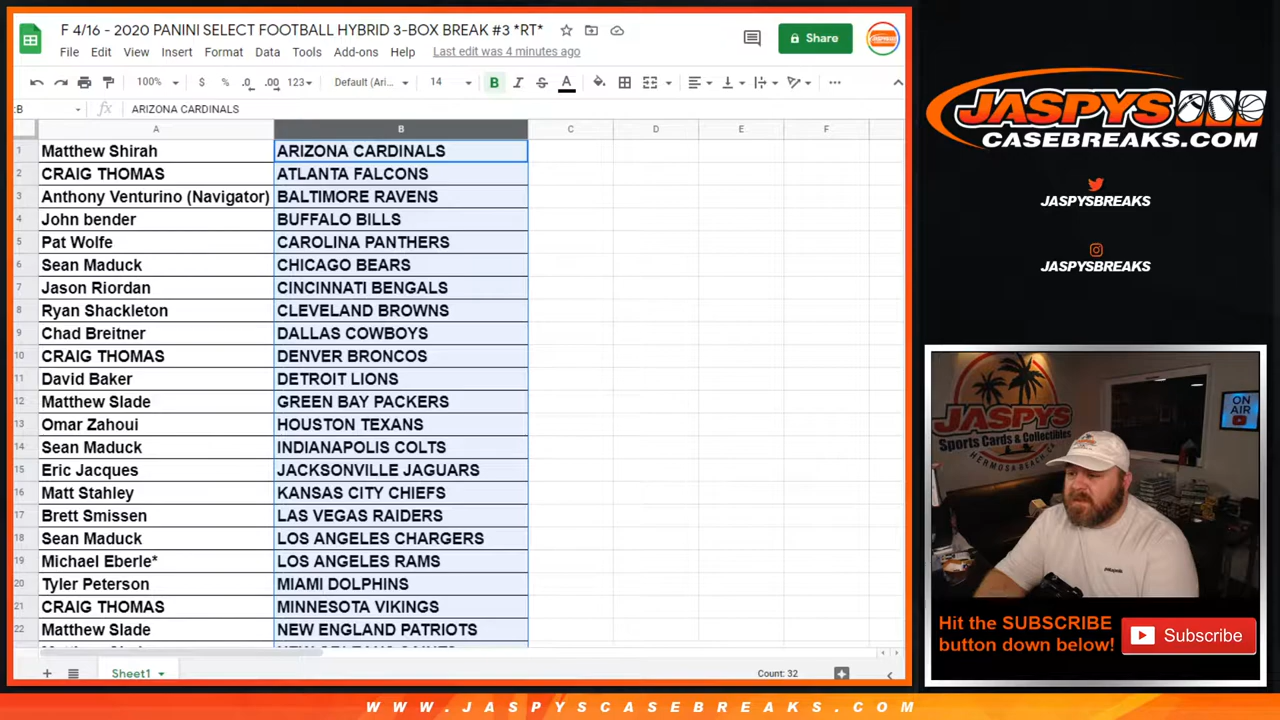 F 4/16 - 2020 PANINI SELECT FOOTBALL HYBRID 3-BOX BREAK #3 *RT*
Share
File Edit View Insert Format Data Tools Add-ons Help Last edit was 4 minutes ago
100% $ % .0 .00 123 Default (Ari... 14 B I S A
:B fx ARIZONA CARDINALS
A B C D E F
1 Matthew Shirah ARIZONA CARDINALS
2 CRAIG THOMAS ATLANTA FALCONS
3 Anthony Venturino (Navigator) BALTIMORE RAVENS
4 John bender BUFFALO BILLS
5 Pat Wolfe CAROLINA PANTHERS
6 Sean Maduck CHICAGO BEARS
7 Jason Riordan CINCINNATI BENGALS
8 Ryan Shackleton CLEVELAND BROWNS
9 Chad Breitner DALLAS COWBOYS
10 CRAIG THOMAS DENVER BRONCOS
11 David Baker DETROIT LIONS
12 Matthew Slade GREEN BAY PACKERS
13 Omar Zahoui HOUSTON TEXANS
14 Sean Maduck INDIANAPOLIS COLTS
15 Eric Jacques JACKSONVILLE JAGUARS
16 Matt Stahley KANSAS CITY CHIEFS
17 Brett Smissen LAS VEGAS RAIDERS
18 Sean Maduck LOS ANGELES CHARGERS
19 Michael Eberle* LOS ANGELES RAMS
20 Tyler Peterson MIAMI DOLPHINS
21 CRAIG THOMAS MINNESOTA VIKINGS
22 Matthew Slade NEW ENGLAND PATRIOTS
Sheet1 Count: 32
JASPYS
CASEBREAKS.COM
JASPYSBREAKS
JASPYSBREAKS
JASPYS
Sports Cards & Collectibles
HERMOSA BEACH, CA
ON
AIR
Hit the SUBSCRIBE
button down below!
Subscribe
WWW.JASPYSCASEBREAKS.COM